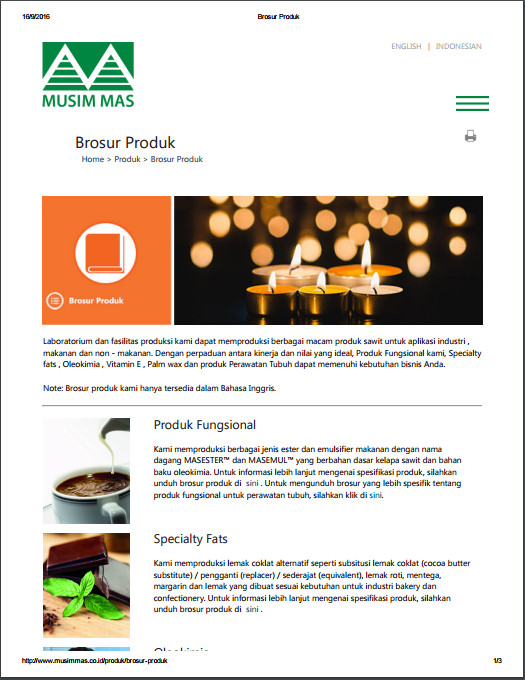 16/9/2016 Brosur Produk
ENGLISH | INDONESIAN
MUSIM MAS
Brosur Produk
Home > Produk > Brosur Produk
Brosur Produk
Laboratorium dan fasilitas produksi kami dapat memproduksi berbagai macam produk sawit untuk aplikasi industri ,
makanan dan non - makanan. Dengan perpaduan antara kinerja dan nilai yang ideal, Produk Fungsional kami, Specialty
fats , Oleokimia , Vitamin E , Palm wax dan produk Perawatan Tubuh dapat memenuhi kebutuhan bisnis Anda.
Note: Brosur produk kami hanya tersedia dalam Bahasa Inggris.
Produk Fungsional
Kami memproduksi berbagai jenis ester dan emulsifier makanan dengan nama
dagang MASESTER™ dan MASEMUL™ yang berbahan dasar kelapa sawit dan bahan
baku oleokimia. Untuk informasi lebih lanjut mengenai spesifikasi produk, silahkan
unduh brosur produk di sini . Untuk mengunduh brosur yang lebih spesifik tentang
produk fungsional untuk perawatan tubuh, silahkan klik di sini.
Specialty Fats
Kami memproduksi lemak coklat alternatif seperti subsitusi lemak coklat (cocoa butter
substitute) / pengganti (replacer) / sederajat (equivalent), lemak roti, mentega,
margarin dan lemak yang dibuat sesuai kebutuhan untuk industri bakery dan
confectionery. Untuk informasi lebih lanjut mengenai spesifikasi produk, silahkan
unduh brosur produk di sini .
http://www.musimmas.co.id/produk/brosur-produk 1/3